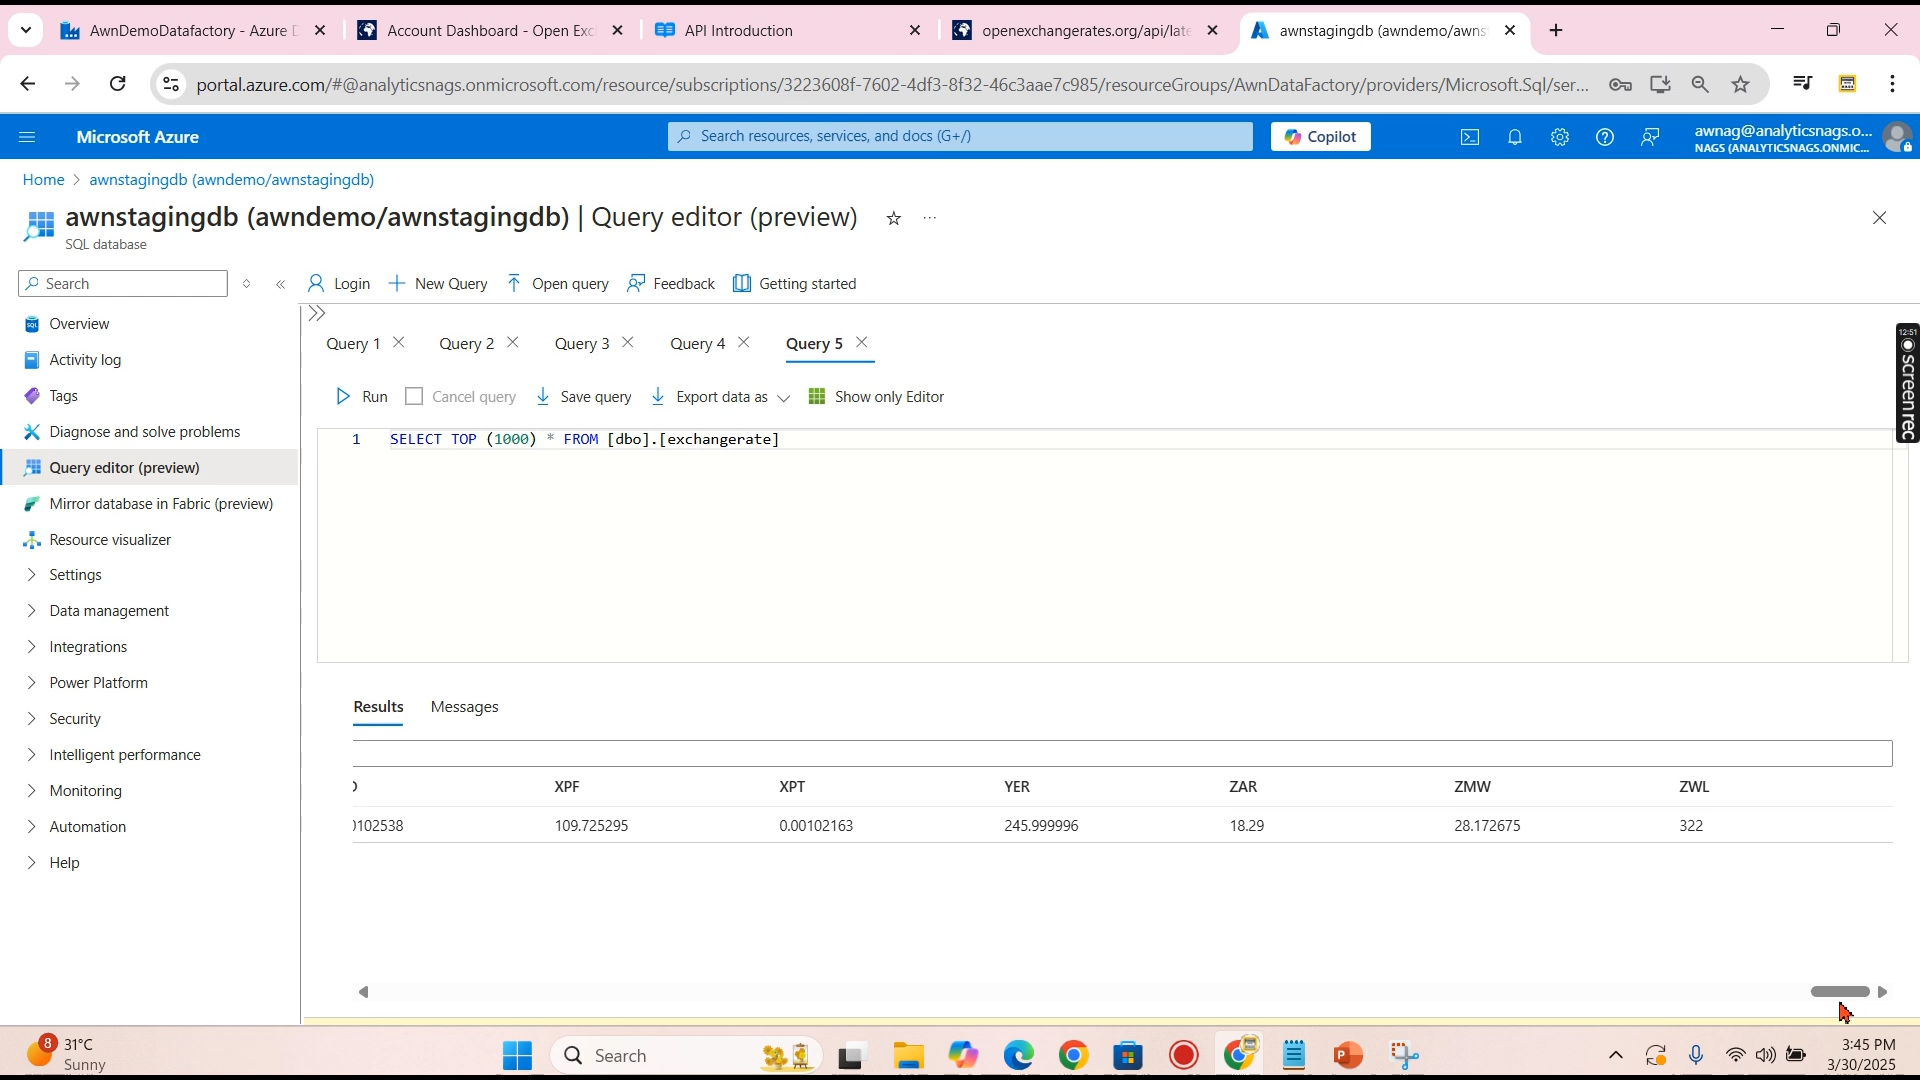 AwnDemoDatafactory - Azure D
Account Dashboard - Open Exc
API Introduction
openexchangerates.org/api/late
awnstagingdb (awndemo/awns
portal.azure.com/#@analyticsnags.onmicrosoft.com/resource/subscriptions/3223608f-7602-4df3-8f32-46c3aae7c985/resourceGroups/AwnDataFactory/providers/Microsoft.Sql/ser...
Microsoft Azure
Search resources, services, and docs (G+/)
Copilot
awnag@analyticsnags.o...
NAGS (ANALYTICSNAGS.ONMIC...
Home > awnstagingdb (awndemo/awnstagingdb)
awnstagingdb (awndemo/awnstagingdb) | Query editor (preview)
SQL database
Search
Login
New Query
Open query
Feedback
Getting started
Overview
Activity log
Tags
Diagnose and solve problems
Query editor (preview)
Mirror database in Fabric (preview)
Resource visualizer
Settings
Data management
Integrations
Power Platform
Security
Intelligent performance
Monitoring
Automation
Help
Query 1
Query 2
Query 3
Query 4
Query 5
Run
Cancel query
Save query
Export data as
Show only Editor
1 SELECT TOP (1000) * FROM [dbo].[exchangerate]
Results
Messages
XPF XPT YER ZAR ZMW ZWL
0102538 109.725295 0.00102163 245.999996 18.29 28.172675 322
12:51
screenrec
8
31°C
Sunny
Search
3:45 PM
3/30/2025